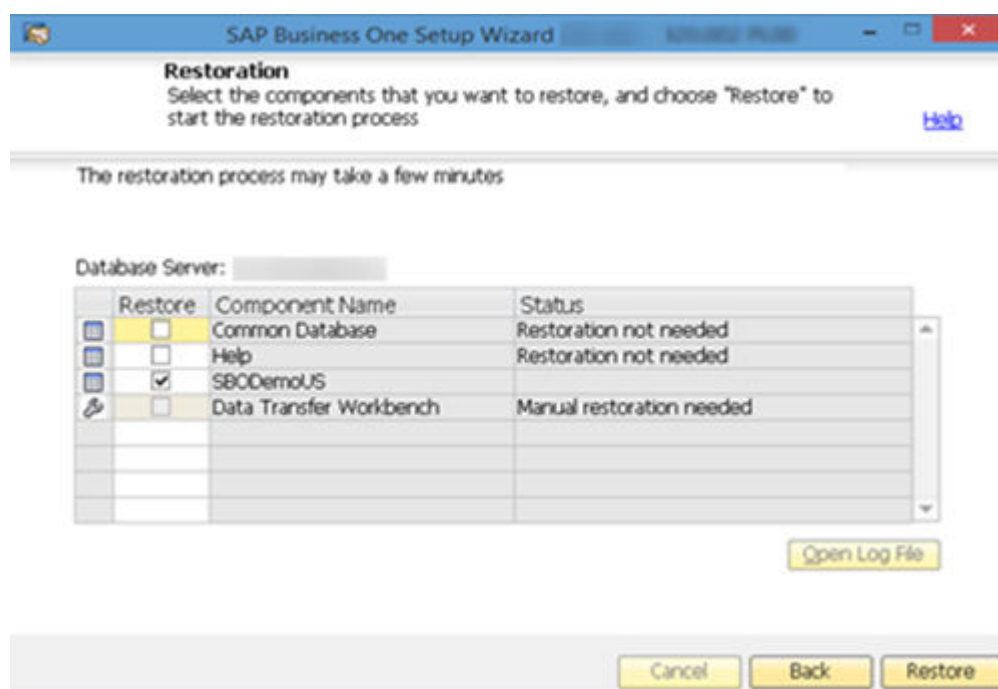 SAP Business One Setup Wizard
Restoration
Select the components that you want to restore, and choose "Restore" to
start the restoration process
Help
The restoration process may take a few minutes
Database Server:
Restore Component Name Status
Common Database Restoration not needed
Help Restoration not needed
SBODemoUS
Data Transfer Workbench Manual restoration needed
Open Log File
Cancel Back Restore